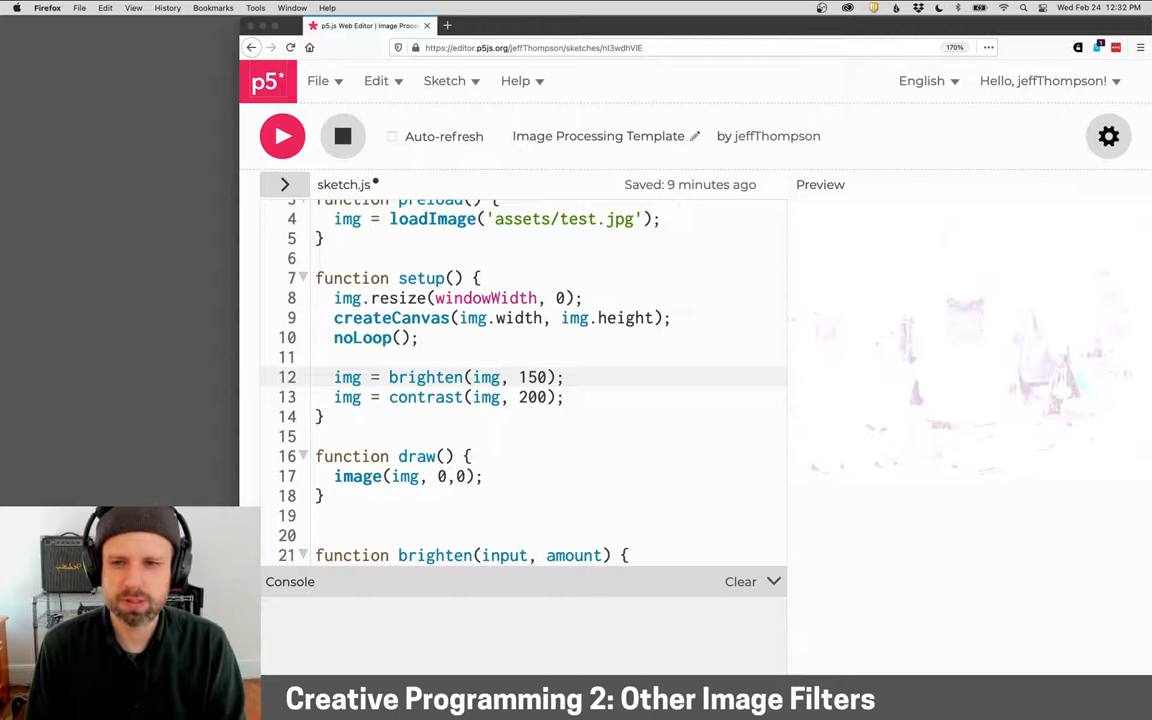 Firefox File Edit View History Bookmarks Tools Window Help Wed Feb 24 12:32 PM
p5.js Web Editor | Image Proce
https://editor.p5js.org/jeffThompson/sketches/nI3wdhVIE 170%
p5* File Edit Sketch Help English Hello, jeffThompson!
Auto-refresh Image Processing Template by jeffThompson
sketch.js Saved: 9 minutes ago Preview
3 function preload() {
4 img = loadImage('assets/test.jpg');
5 }
6
7 function setup() {
8 img.resize(windowWidth, 0);
9 createCanvas(img.width, img.height);
10 noLoop();
11
12 img = brighten(img, 150);
13 img = contrast(img, 200);
14 }
15
16 function draw() {
17 image(img, 0,0);
18 }
19
20
21 function brighten(input, amount) {
Console Clear
Creative Programming 2: Other Image Filters